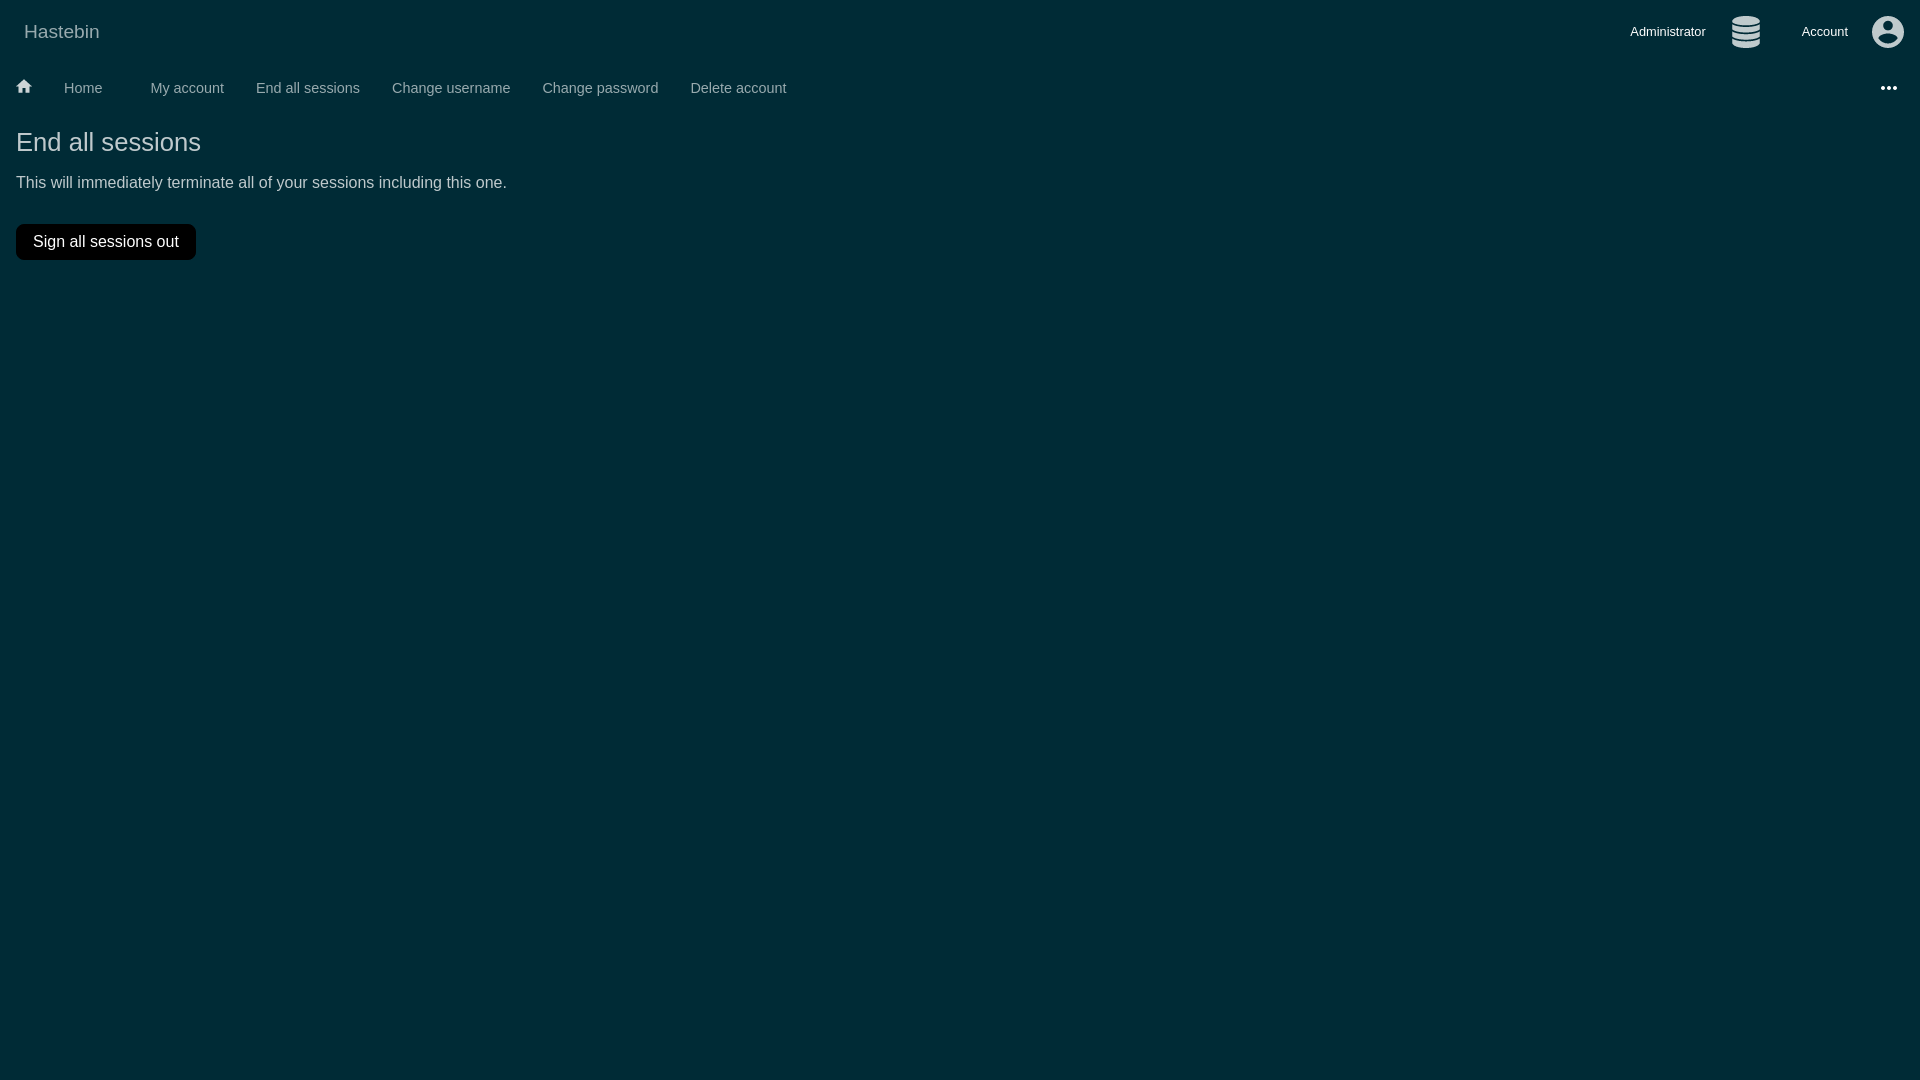 Hastebin
Administrator
Account
Home
My account
End all sessions
Change username
Change password
Delete account
End all sessions
This will immediately terminate all of your sessions including this one.
Sign all sessions out